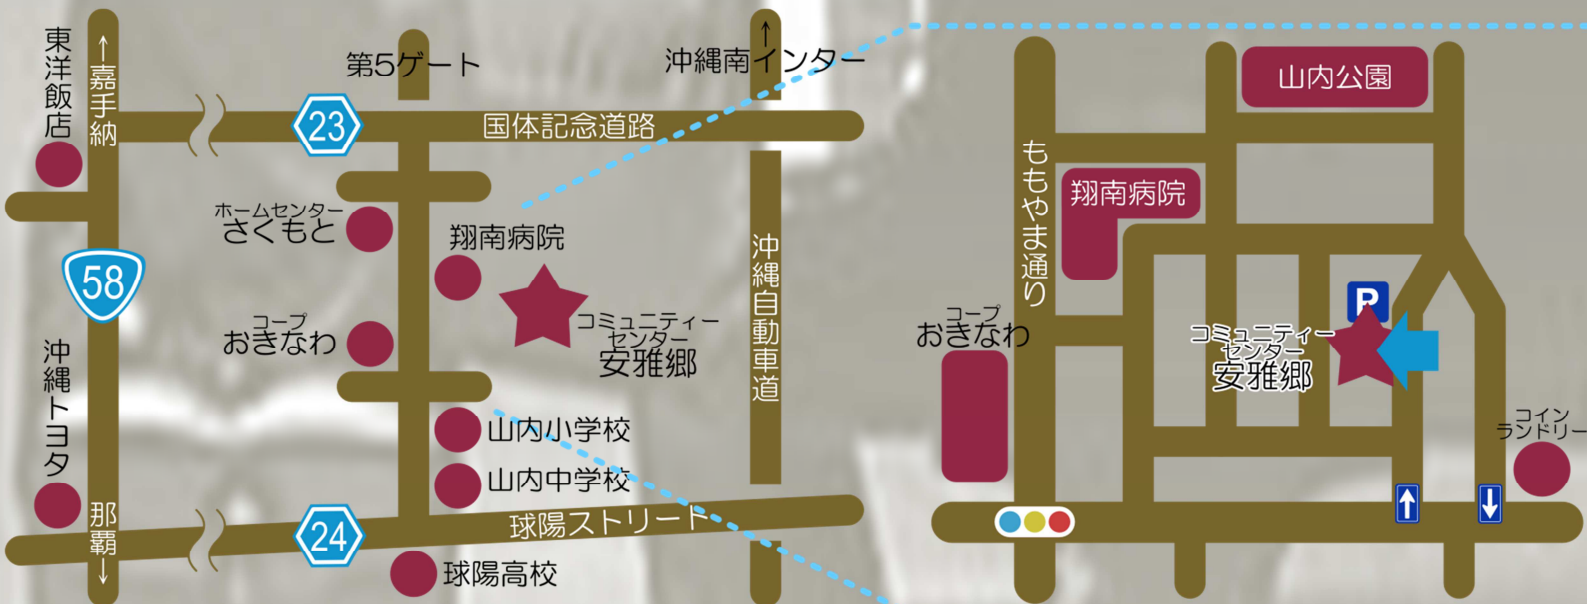 東洋飯店
↑嘉手納
第5ゲート
↑
沖縄南インター
23
国体記念道路
ホームセンター
さくもと
翔南病院
58
コミュニティー
センター
安雅郷
沖縄自動車道
コープ
おきなわ
沖縄トヨタ
山内小学校
山内中学校
那覇↓
24
球陽ストリート
球陽高校
山内公園
ももやま通り
翔南病院
コープ
おきなわ
P
コミュニティー
センター
安雅郷
コイン
ランドリー
↑
↓